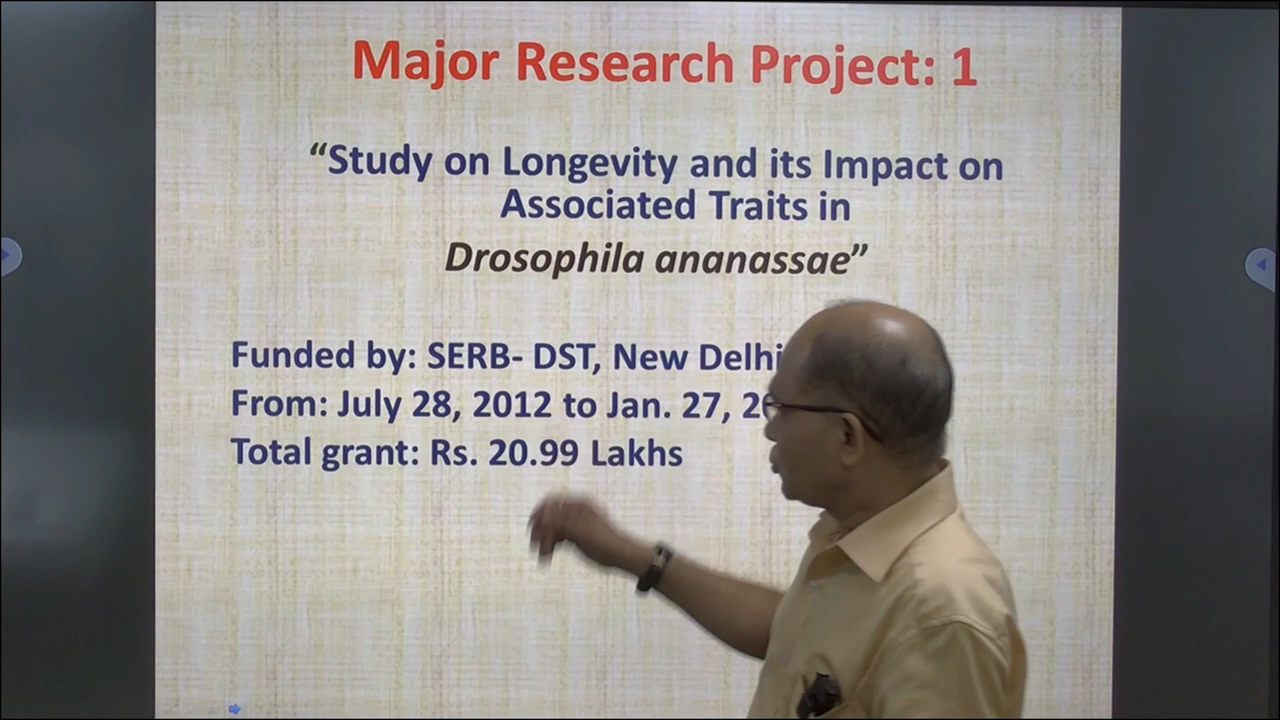 Major Research Project: 1
“Study on Longevity and its Impact on
Associated Traits in
Drosophila ananassae”
Funded by: SERB- DST, New Delhi
From: July 28, 2012 to Jan. 27,
Total grant: Rs. 20.99 Lakhs